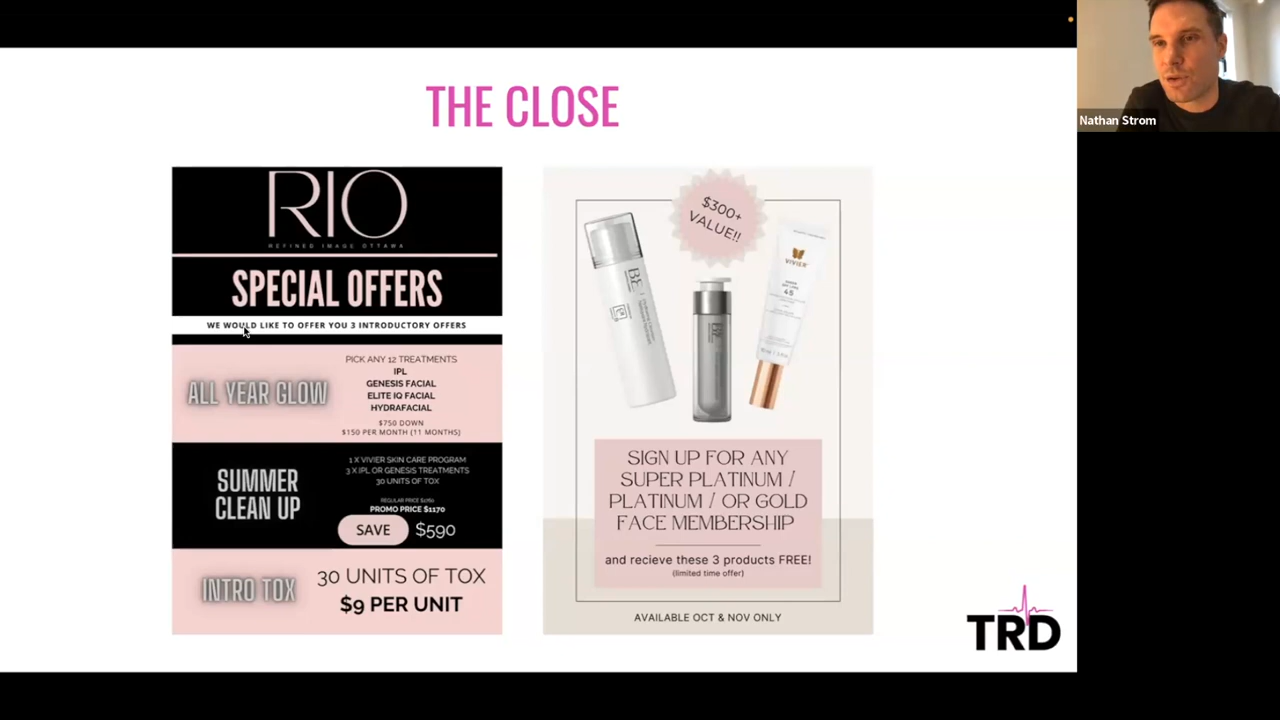 THE CLOSE
Nathan Strom
RIO
REFINED IMAGE OTTAWA
SPECIAL OFFERS
WE WOULD LIKE TO OFFER YOU 3 INTRODUCTORY OFFERS
ALL YEAR GLOW
PICK ANY 12 TREATMENTS
IPL
GENESIS FACIAL
ELITE IQ FACIAL
HYDRAFACIAL
$750 DOWN
$150 PER MONTH (11 MONTHS)
SUMMER
CLEAN UP
1 X VIVIER SKIN CARE PROGRAM
3 X IPL OR GENESIS TREATMENTS
30 UNITS OF TOX
REGULAR PRICE $1760
PROMO PRICE $1170
SAVE $590
INTRO TOX
30 UNITS OF TOX
$9 PER UNIT
$300+
VALUE!!
VIVIER
45
SIGN UP FOR ANY
SUPER PLATINUM /
PLATINUM / OR GOLD
FACE MEMBERSHIP
and recieve these 3 products FREE!
(limited time offer)
AVAILABLE OCT & NOV ONLY
TRD